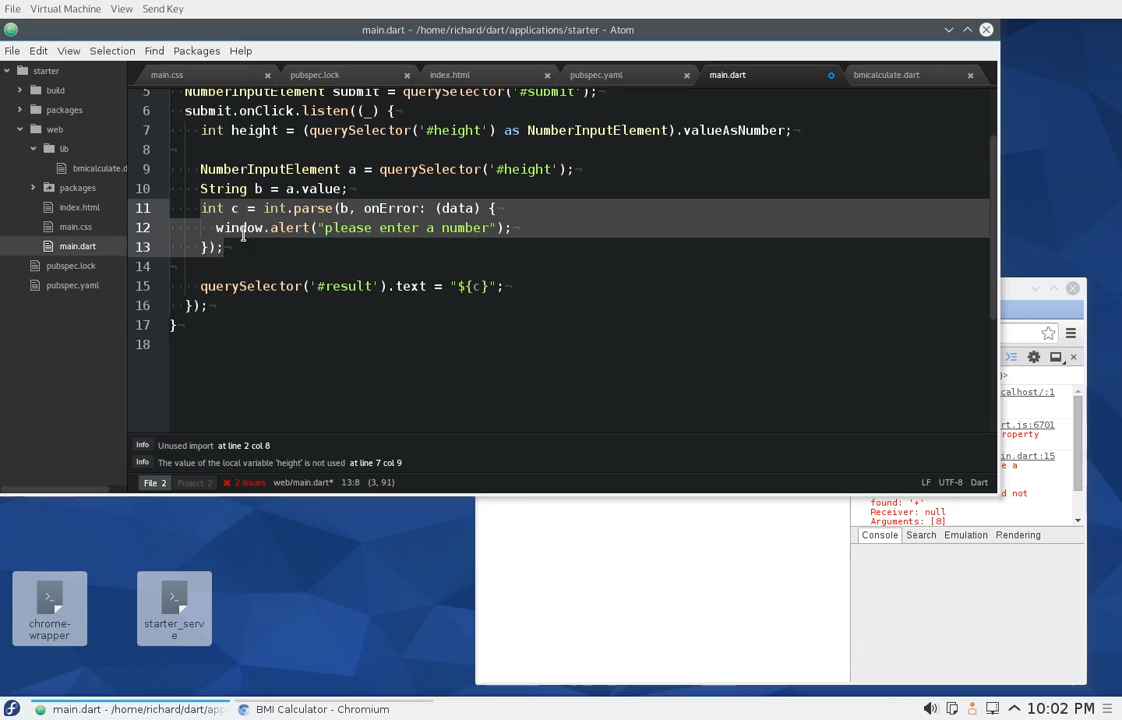 File Virtual Machine View Send Key
main.dart - /home/richard/dart/applications/starter - Atom
File Edit View Selection Find Packages Help
starter
build
packages
web
lib
bmicalculate.d
packages
index.html
main.css
main.dart
pubspec.lock
pubspec.yaml
main.css pubspec.lock index.html pubspec.yaml main.dart bmicalculate.dart
5 NumberInputElement submit = querySelector('#submit');
6 submit.onClick.listen((_) {
7 int height = (querySelector('#height') as NumberInputElement).valueAsNumber;
8
9 NumberInputElement a = querySelector('#height');
10 String b = a.value;
11 int c = int.parse(b, onError: (data) {
12 window.alert("please enter a number");
13 });
14
15 querySelector('#result').text = "${c}";
16 });
17 }
18
Info Unused import at line 2 col 8
Info The value of the local variable 'height' is not used at line 7 col 9
File 2 Project 2 2 Issues web/main.dart* 13:8 (3, 91) LF UTF-8 Dart
)>
localhost/:1
rt.js:6701
roperty
in.dart:15
e a
d not
found: '+'
Receiver: null
Arguments: [8]
Console Search Emulation Rendering
chrome-
wrapper
starter_serv
e
main.dart - /home/richard/dart/app BMI Calculator - Chromium 10:02 PM